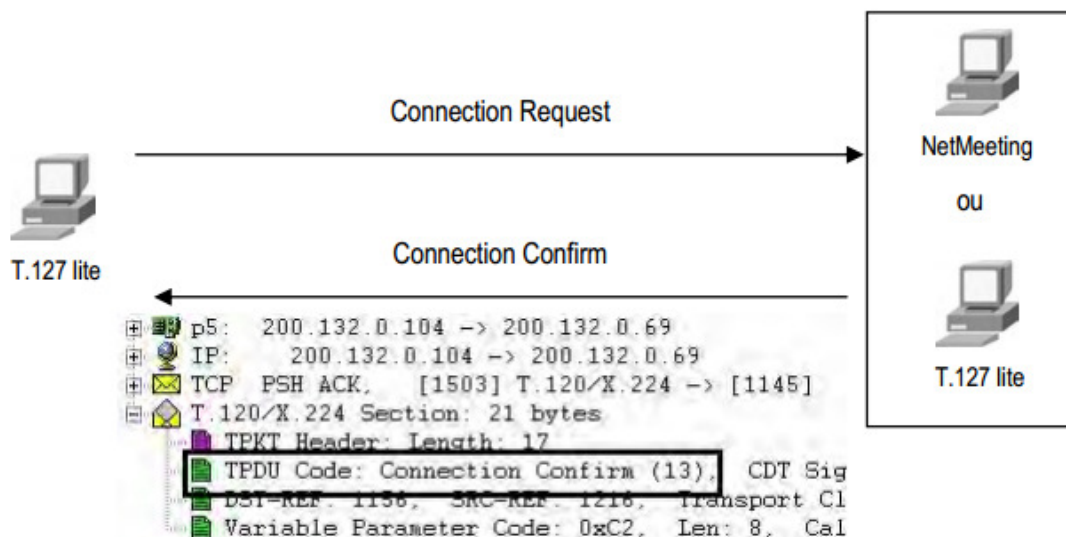 Connection Request
NetMeeting
ou
T.127 lite
Connection Confirm
T.127 lite
p5: 200.132.0.104 -> 200.132.0.69
IP: 200.132.0.104 -> 200.132.0.69
TCP PSH ACK, [1503] T.120/X.224 -> [1145]
T.120/X.224 Section: 21 bytes
TPKT Header: Length: 17
TPDU Code: Connection Confirm (13), CDT Sig
DST-REF: 1156, SRC-REF: 1216, Transport Cl
Variable Parameter Code: 0xC2, Len: 8, Cal